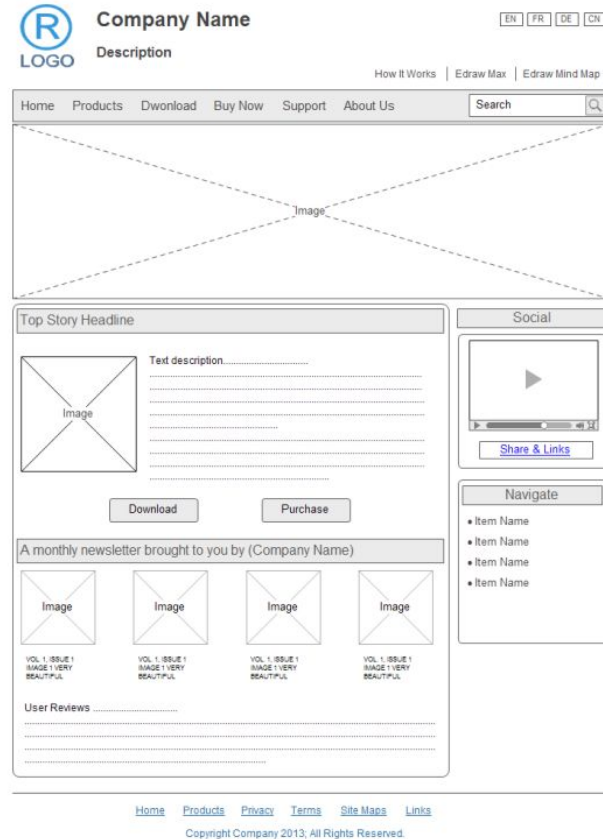 R
LOGO
Company Name
Description
EN FR DE CN
How It Works Edraw Max Edraw Mind Map
Home Products Dwonload Buy Now Support About Us Search
Image
Top Story Headline
Image
Text description..............................
Download Purchase
A monthly newsletter brought to you by (Company Name)
Image Image Image Image
VOL 1, ISSUE 1
IMAGE 1 VERY
BEAUTIFUL
VOL 1, ISSUE 1
IMAGE 1 VERY
BEAUTIFUL
VOL 1, ISSUE 1
IMAGE 1 VERY
BEAUTIFUL
VOL 1, ISSUE 1
IMAGE 1 VERY
BEAUTIFUL
User Reviews ..............................
Social
Share & Links
Navigate
• Item Name
• Item Name
• Item Name
• Item Name
Home Products Privacy Terms Site Maps Links
Copyright Company 2013; All Rights Reserved.